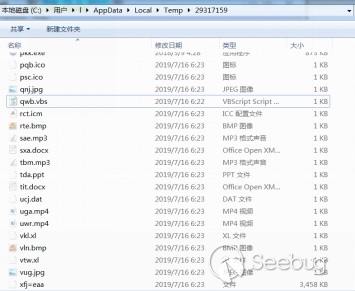 本地磁盘 (C:) ▸ 用户 ▸ l ▸ AppData ▸ Local ▸ Temp ▸ 29317159
共享 ▼ 新建文件夹
名称 修改日期 类型 大小
pkx.exe 2018/3/9 4:28 应用程序 873 KB
pqb.ico 2019/7/16 6:23 图标 1 KB
psc.ico 2019/7/16 6:23 图标 1 KB
qnj.jpg 2019/7/16 6:23 JPEG 图像 1 KB
qwb.vbs 2019/7/16 6:22 VBScript Script ... 1 KB
rct.icm 2019/7/16 6:23 ICC 配置文件 1 KB
rte.bmp 2019/7/16 6:23 BMP 图像 1 KB
sae.mp3 2019/7/16 6:23 MP3 格式声音 1 KB
sxa.docx 2019/7/16 6:23 Office Open XM... 1 KB
tbm.mp3 2019/7/16 6:23 MP3 格式声音 1 KB
tda.ppt 2019/7/16 6:23 PPT 文件 1 KB
tit.docx 2019/7/16 6:23 Office Open XM... 1 KB
ucj.dat 2019/7/16 6:23 DAT 文件 1 KB
uga.mp4 2019/7/16 6:23 MP4 视频 1 KB
uwr.mp4 2019/7/16 6:23 MP4 视频 1 KB
vkl.xl 2019/7/16 6:23 XL 文件 1 KB
vln.bmp 2019/7/16 6:23 BMP 图像 1 KB
vtw.xl 2019/7/16 6:23 1 KB
vug.jpg 2019/7/16 6:23 1 KB
xfj=eaa 2019/7/16 6:23 文件 3,458 KB
Seebug